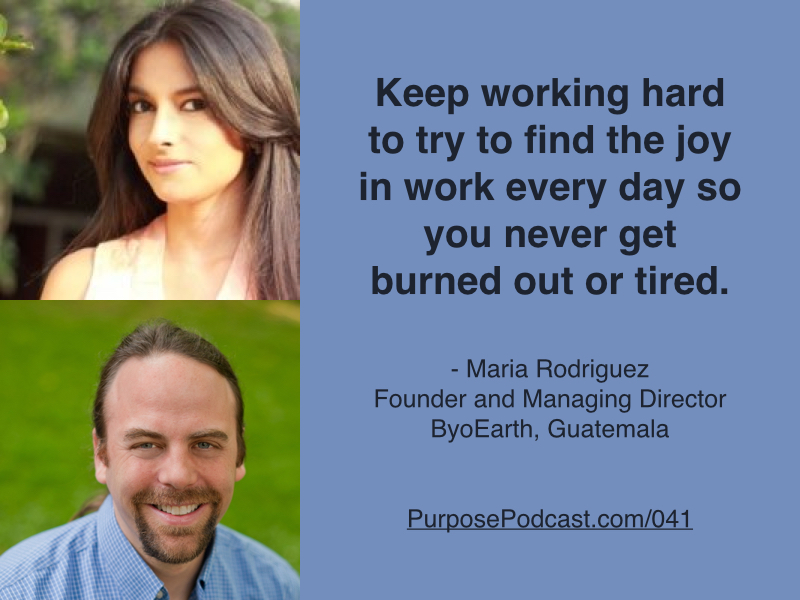 Keep working hard
to try to find the joy
in work every day so
you never get
burned out or tired.
- Maria Rodriguez
Founder and Managing Director
ByoEarth, Guatemala
PurposePodcast.com/041